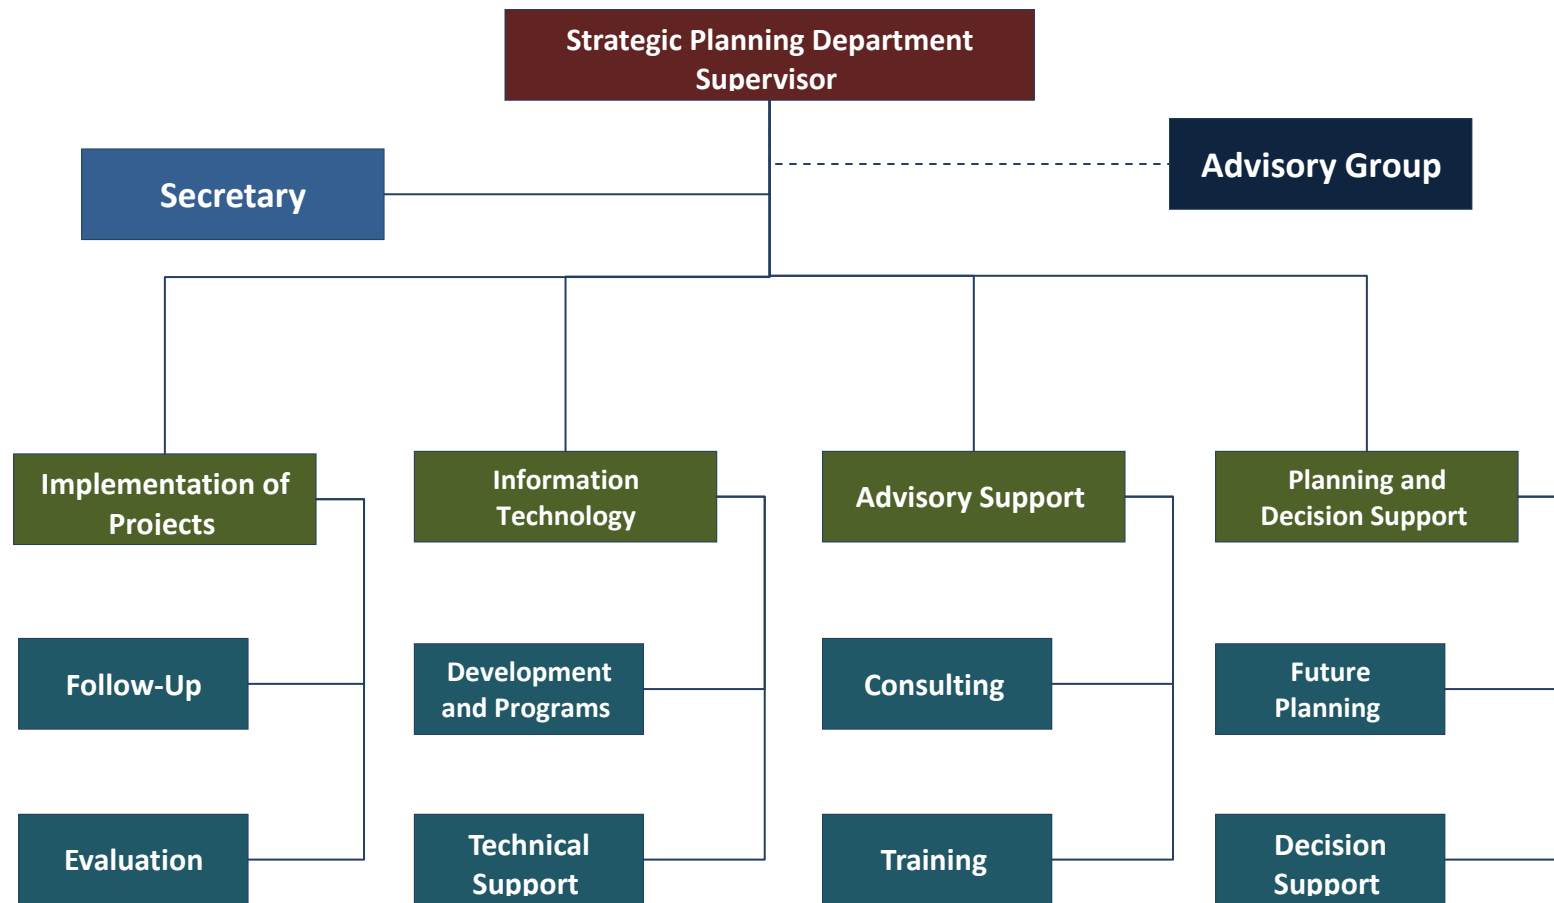 Strategic Planning Department
Supervisor
Advisory Group
Secretary
Implementation of
Projects
Information
Technology
Advisory Support
Planning and
Decision Support
Follow-Up
Development
and Programs
Consulting
Future
Planning
Evaluation
Technical
Support
Training
Decision
Support